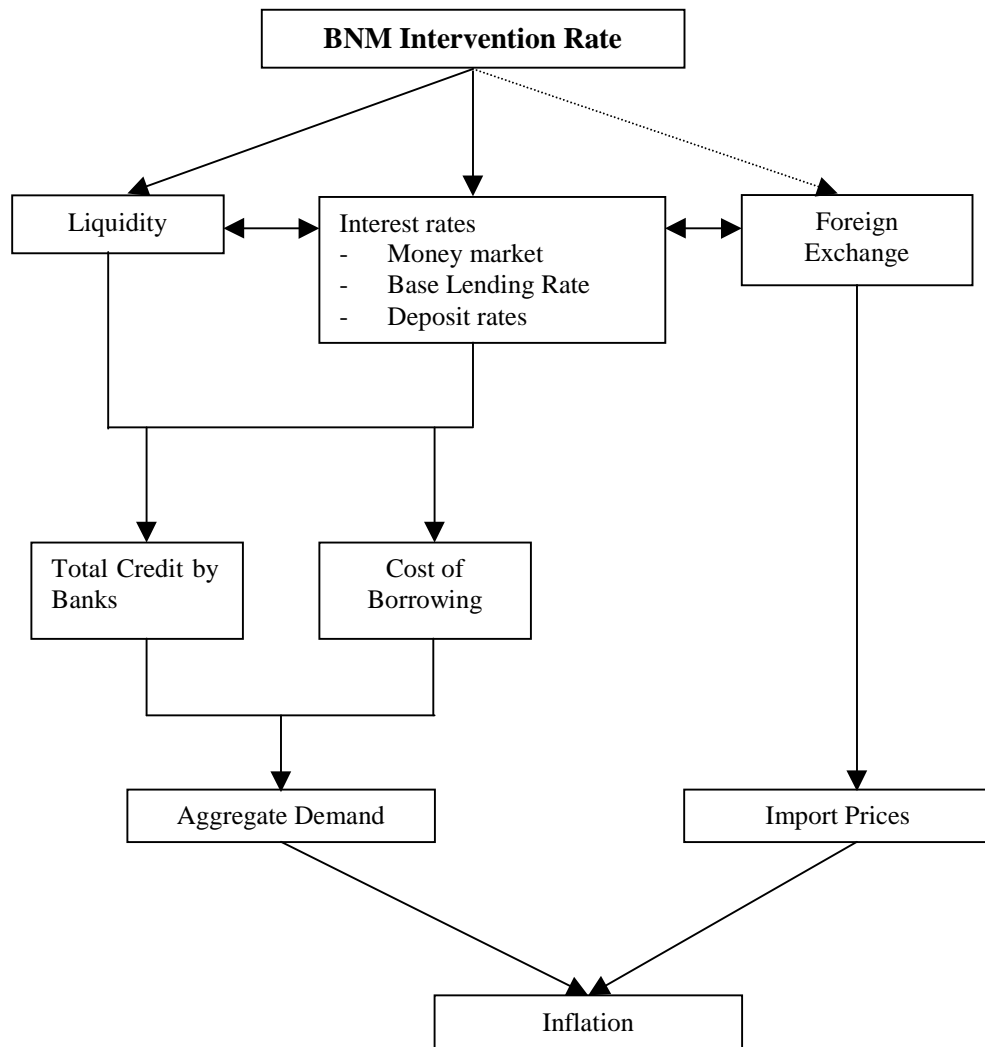 BNM Intervention Rate
Liquidity
Interest rates
- Money market
- Base Lending Rate
- Deposit rates
Foreign
Exchange
Total Credit by
Banks
Cost of
Borrowing
Aggregate Demand
Import Prices
Inflation